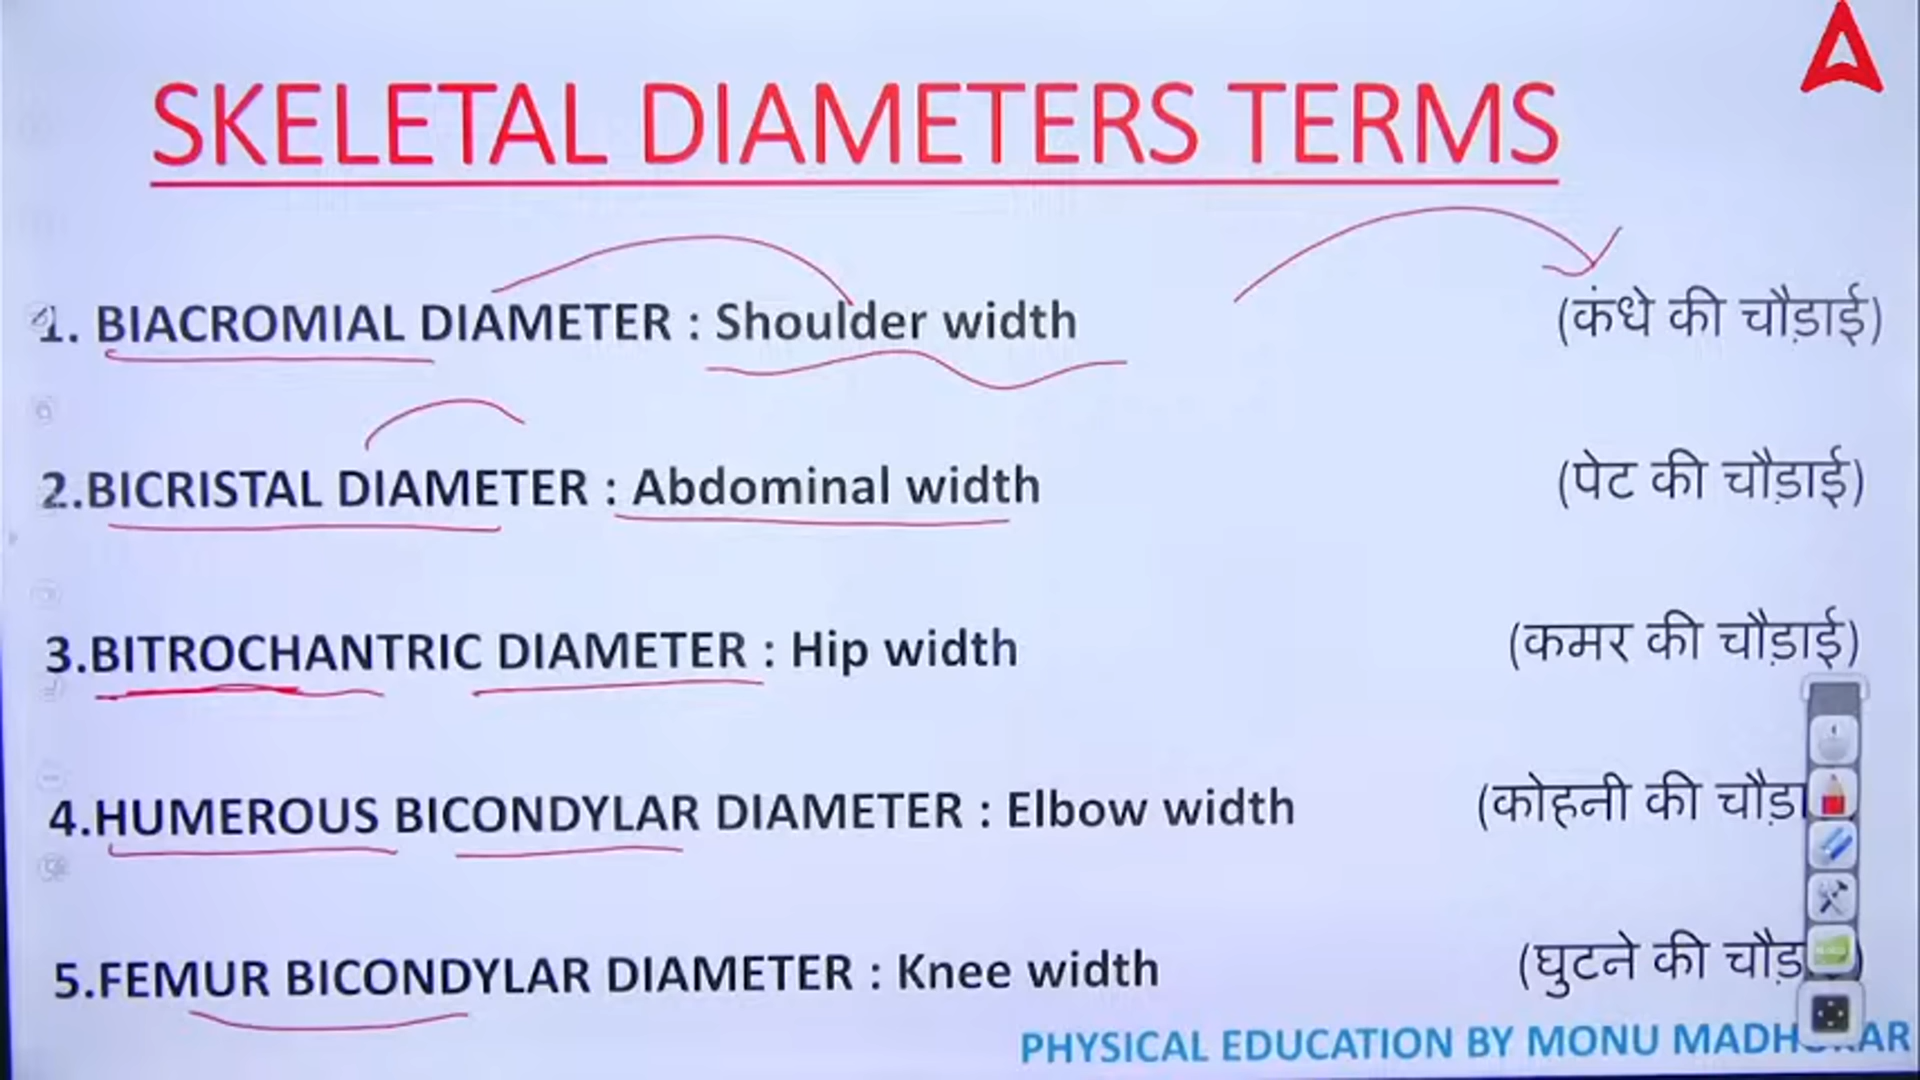 SKELETAL DIAMETERS TERMS
1. BIACROMIAL DIAMETER : Shoulder width (कंधे की चौड़ाई)
2.BICRISTAL DIAMETER : Abdominal width (पेट की चौड़ाई)
3.BITROCHANTRIC DIAMETER : Hip width (कमर की चौड़ाई)
4.HUMEROUS BICONDYLAR DIAMETER : Elbow width (कोहनी की
5.FEMUR BICONDYLAR DIAMETER : Knee width (घुटने की
PHYSICAL EDUCATION BY MONU